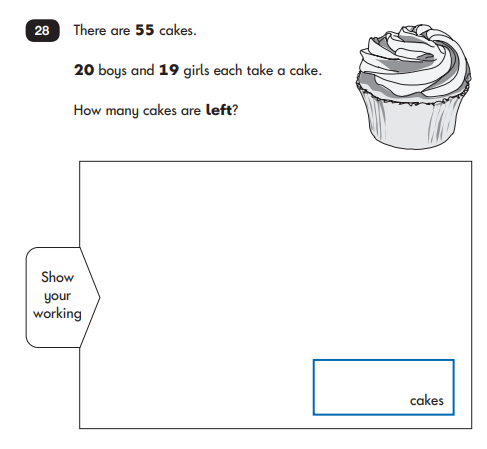 28 There are 55 cakes.
20 boys and 19 girls each take a cake.
How many cakes are left?
Show
your
working
cakes